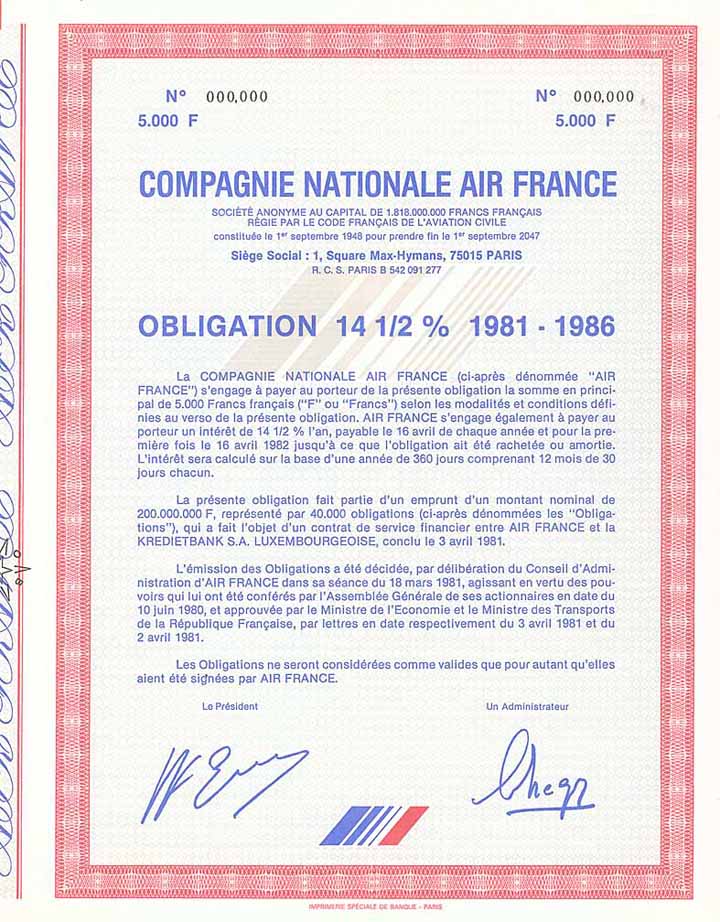 N° 000,000 N° 000,000
5.000 F 5.000 F
COMPAGNIE NATIONALE AIR FRANCE
SOCIÉTÉ ANONYME AU CAPITAL DE 1.818.000.000 FRANCS FRANÇAIS
RÉGIE PAR LE CODE FRANÇAIS DE L'AVIATION CIVILE
constituée le 1er septembre 1948 pour prendre fin le 1er septembre 2047
Siège Social : 1, Square Max-Hymans, 75015 PARIS
R. C. S. PARIS B 542 091 277
OBLIGATION 14 1/2 % 1981 - 1986
La COMPAGNIE NATIONALE AIR FRANCE (ci-après dénommée "AIR
FRANCE") s'engage à payer au porteur de la présente obligation la somme en princi-
pal de 5.000 Francs français ("F" ou "Francs") selon les modalités et conditions défi-
nies au verso de la présente obligation. AIR FRANCE s'engage également à payer au
porteur un intérêt de 14 1/2 % l'an, payable le 16 avril de chaque année et pour la pre-
mière fois le 16 avril 1982 jusqu'à ce que l'obligation ait été rachetée ou amortie.
L'intérêt sera calculé sur la base d'une année de 360 jours comprenant 12 mois de 30
jours chacun.
La présente obligation fait partie d'un emprunt d'un montant nominal de
200.000.000 F, représenté par 40.000 obligations (ci-après dénommées les "Obliga-
tions"), qui a fait l'objet d'un contrat de service financier entre AIR FRANCE et la
KREDIETBANK S.A. LUXEMBOURGEOISE, conclu le 3 avril 1981.
L'émission des Obligations a été décidée, par délibération du Conseil d'Admi-
nistration d'AIR FRANCE dans sa séance du 18 mars 1981, agissant en vertu des pou-
voirs qui lui ont été conférés par l'Assemblée Générale de ses actionnaires en date du
10 juin 1980, et approuvée par le Ministre de l'Economie et le Ministre des Transports
de la République Française, par lettres en date respectivement du 3 avril 1981 et du
2 avril 1981.
Les Obligations ne seront considérées comme valides que pour autant qu'elles
aient été signées par AIR FRANCE.
Le Président Un Administrateur
IMPRIMERIE SPÉCIALE DE BANQUE - PARIS